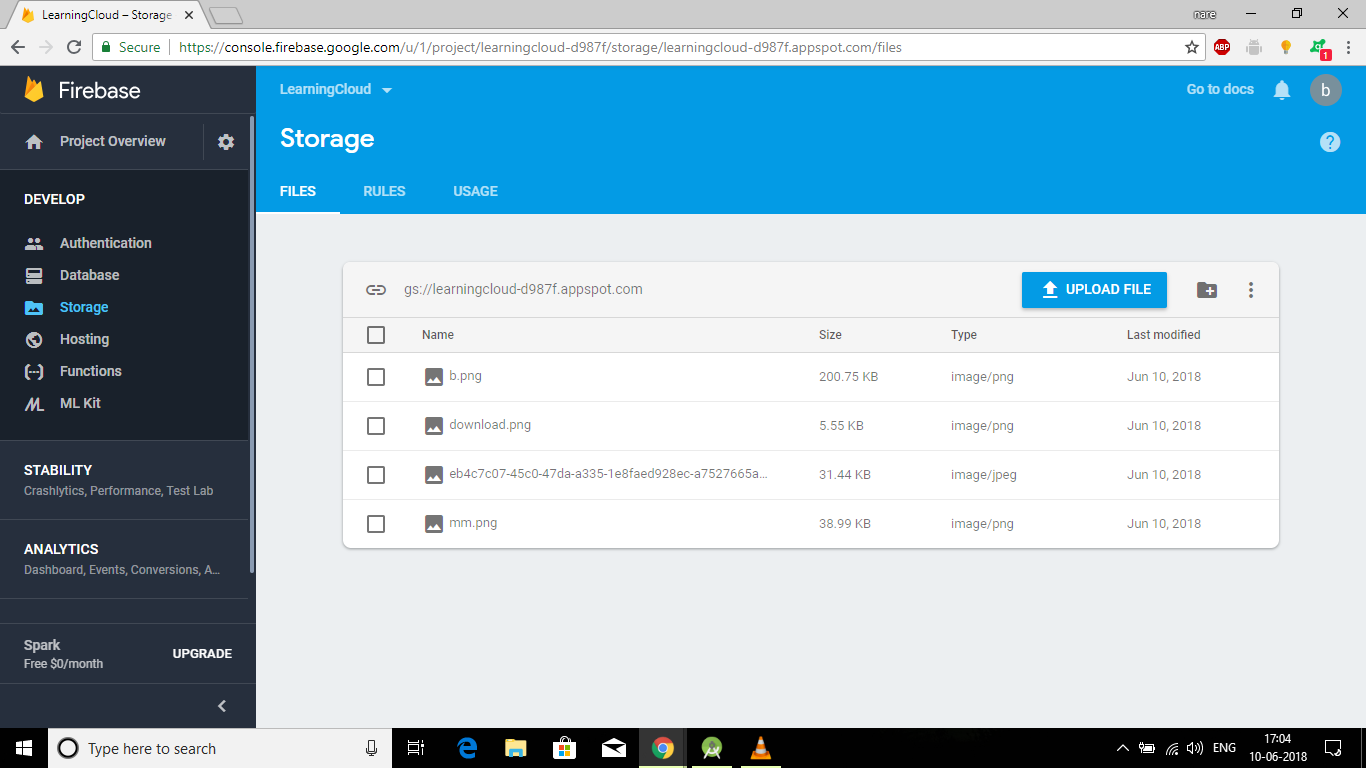 LearningCloud – Storage
nare
Secure https://console.firebase.google.com/u/1/project/learningcloud-d987f/storage/learningcloud-d987f.appspot.com/files
ABP
1
Firebase
LearningCloud
Go to docs
b
Project Overview
Storage
?
FILES RULES USAGE
DEVELOP
Authentication
Database
Storage
Hosting
Functions
ML ML Kit
STABILITY
Crashlytics, Performance, Test Lab
ANALYTICS
Dashboard, Events, Conversions, A...
Spark
Free $0/month
UPGRADE
gs://learningcloud-d987f.appspot.com
UPLOAD FILE
Name Size Type Last modified
b.png 200.75 KB image/png Jun 10, 2018
download.png 5.55 KB image/png Jun 10, 2018
eb4c7c07-45c0-47da-a335-1e8faed928ec-a7527665a... 31.44 KB image/jpeg Jun 10, 2018
mm.png 38.99 KB image/png Jun 10, 2018
Type here to search
ENG
17:04
10-06-2018